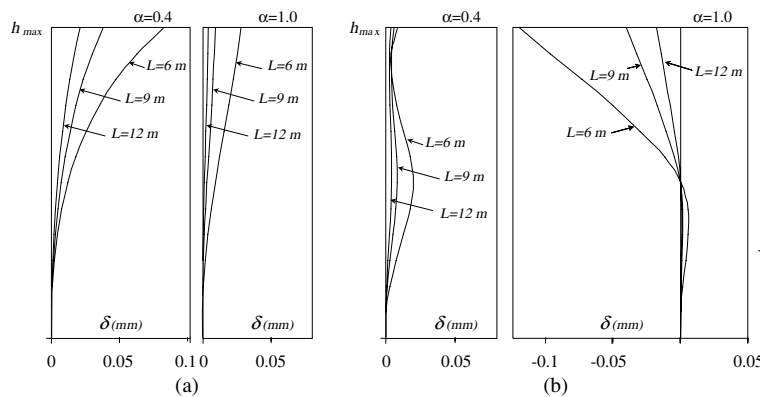 h max
α=0.4
α=1.0
L=6 m
L=9 m
L=12 m
L=6 m
L=9 m
L=12 m
δ (mm)
δ (mm)
0 0.05 0.1
0 0.05
(a)
h max
α=0.4
α=1.0
L=6 m
L=9 m
L=12 m
L=9 m
L=12 m
L=6 m
δ (mm)
δ (mm)
0 0.05
-0.1 -0.05 0.05
(b)